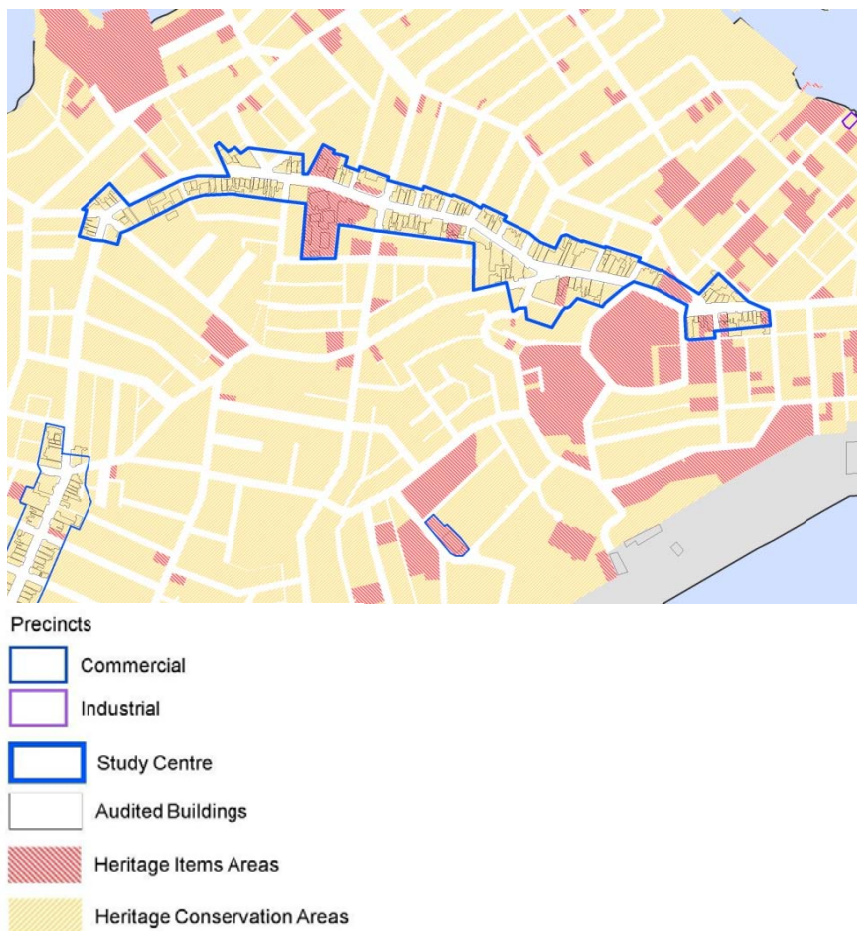 Precincts
Commercial
Industrial
Study Centre
Audited Buildings
Heritage Items Areas
Heritage Conservation Areas